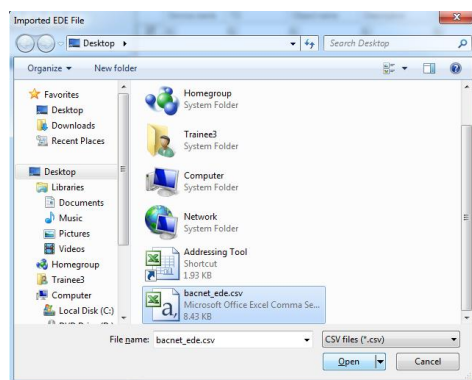 Imported EDE File
Desktop
Search Desktop
Organize
New folder
Favorites
Desktop
Downloads
Recent Places
Desktop
Libraries
Documents
Music
Pictures
Videos
Homegroup
Trainee3
Computer
Local Disk (C:)
Homegroup
System Folder
Trainee3
System Folder
Computer
System Folder
Network
System Folder
Addressing Tool
Shortcut
1.93 KB
bacnet_ede.csv
Microsoft Office Excel Comma Se...
8.43 KB
File name: bacnet_ede.csv
CSV files (*.csv)
Open
Cancel